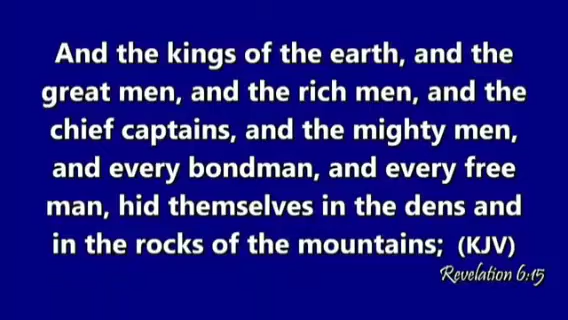 And the kings of the earth, and the
great men, and the rich men, and the
chief captains, and the mighty men,
and every bondman, and every free
man, hid themselves in the dens and
in the rocks of the mountains; (KJV)
Revelation 6:15